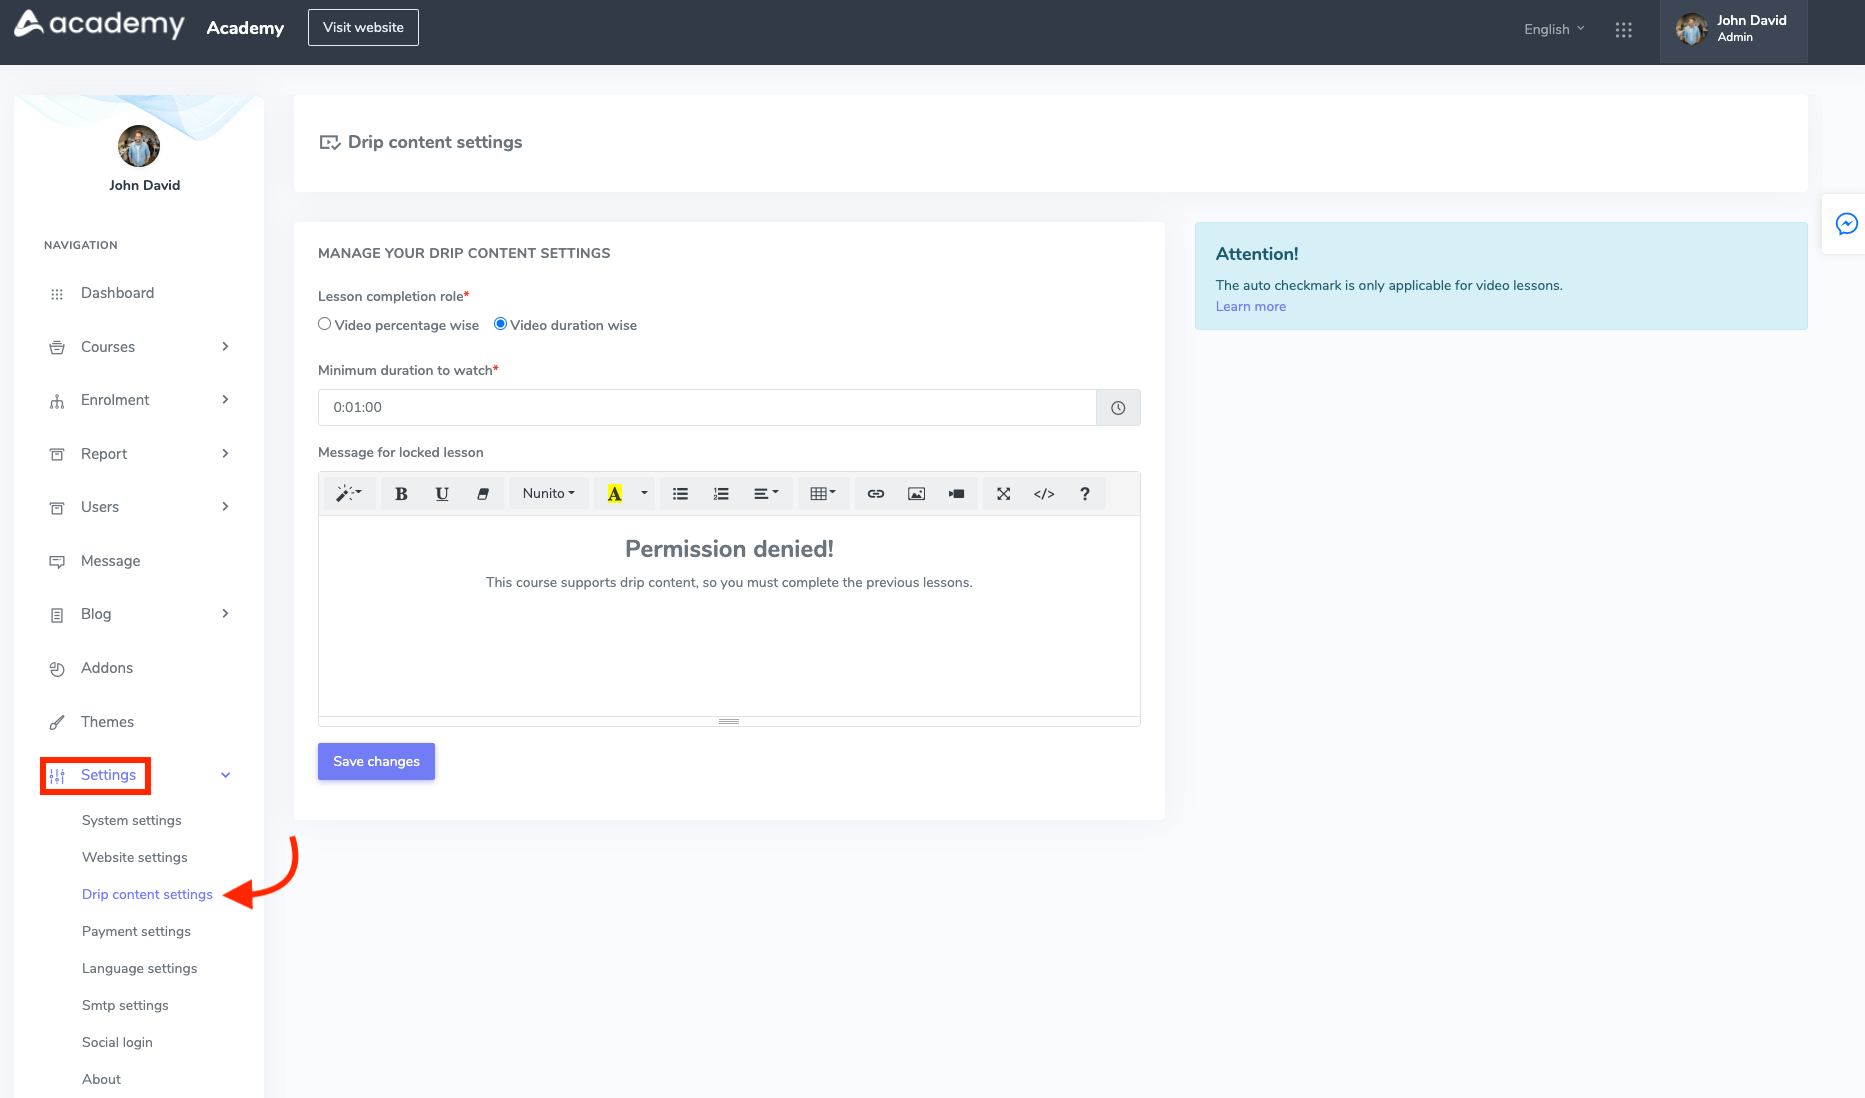 academy
Academy
Visit website
English
John David
Admin
John David
NAVIGATION
Dashboard
Courses
Enrolment
Report
Users
Message
Blog
Addons
Themes
Settings
System settings
Website settings
Drip content settings
Payment settings
Language settings
Smtp settings
Social login
About
Drip content settings
MANAGE YOUR DRIP CONTENT SETTINGS
Lesson completion role*
Video percentage wise Video duration wise
Minimum duration to watch*
0:01:00
Message for locked lesson
B U Nunito A </> ?
Permission denied!
This course supports drip content, so you must complete the previous lessons.
Save changes
Attention!
The auto checkmark is only applicable for video lessons.
Learn more